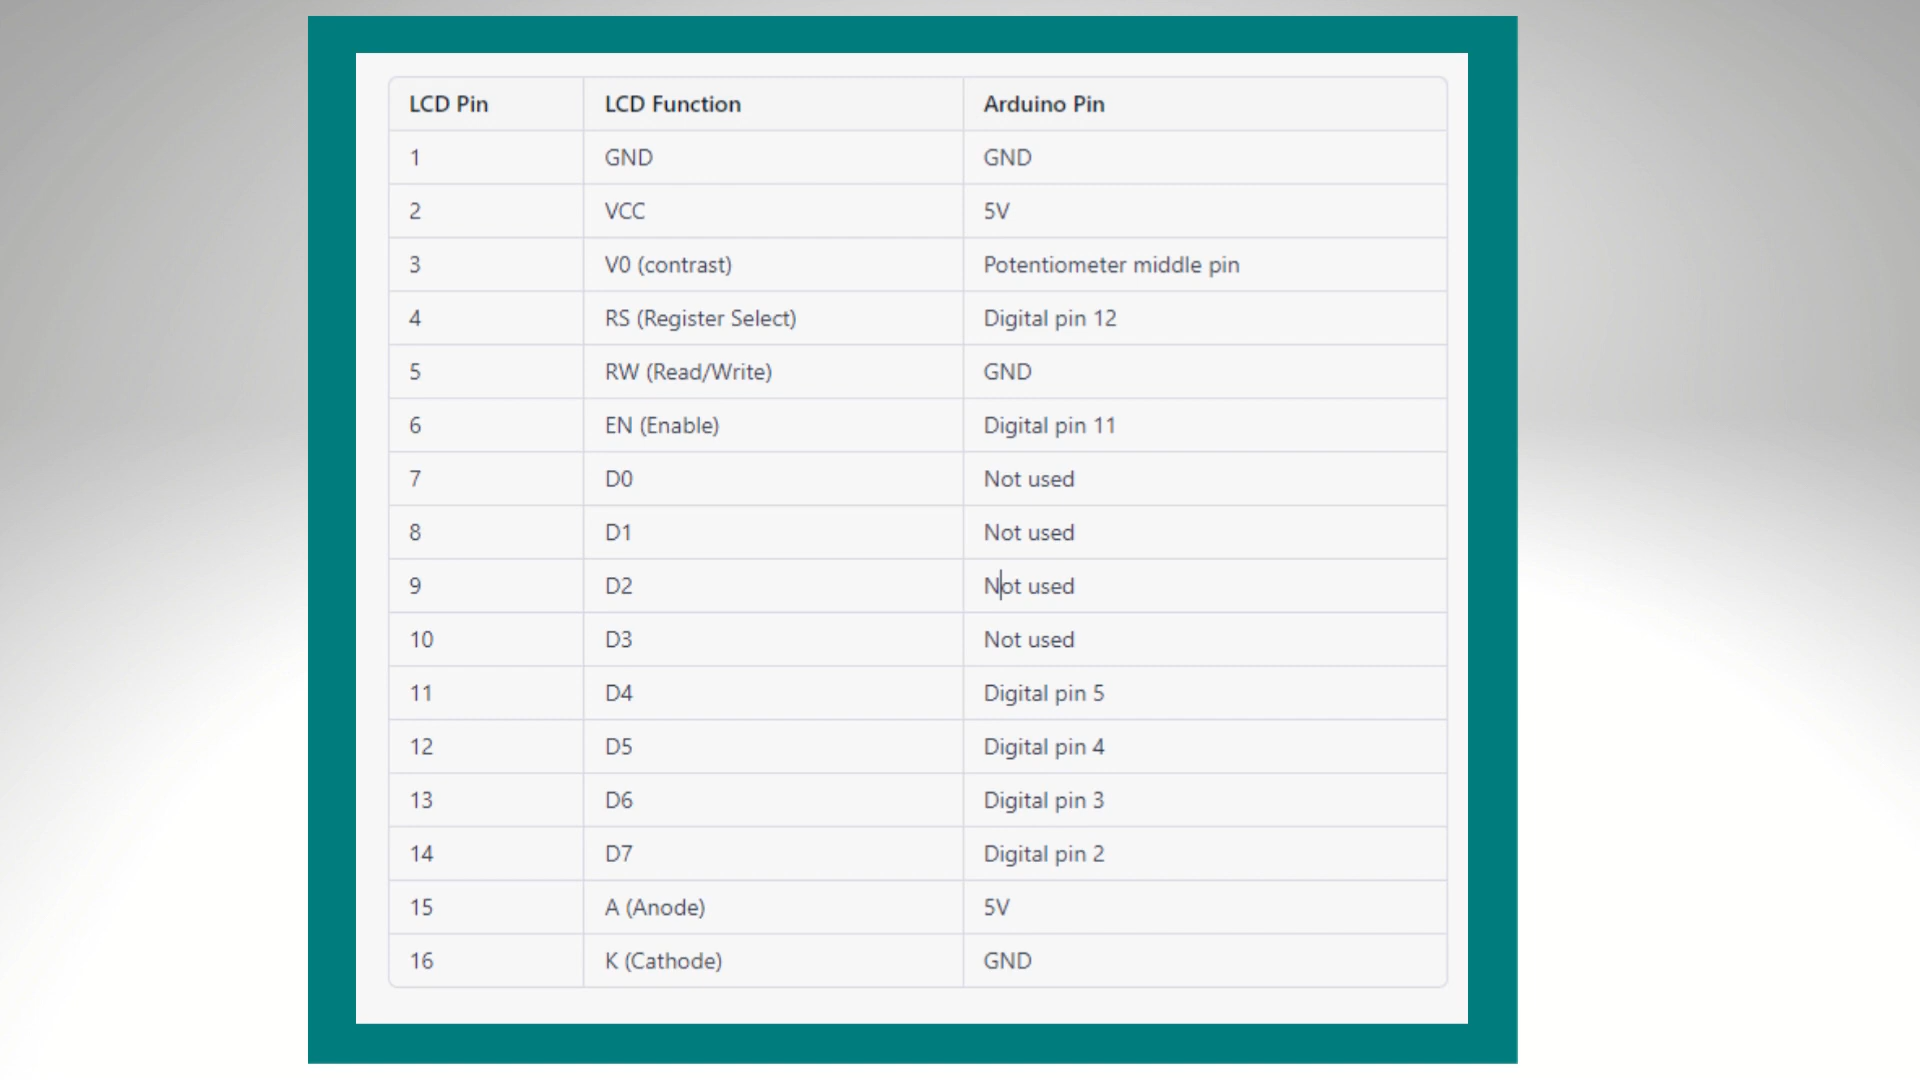 LCD Pin LCD Function Arduino Pin
1 GND GND
2 VCC 5V
3 V0 (contrast) Potentiometer middle pin
4 RS (Register Select) Digital pin 12
5 RW (Read/Write) GND
6 EN (Enable) Digital pin 11
7 D0 Not used
8 D1 Not used
9 D2 Not used
10 D3 Not used
11 D4 Digital pin 5
12 D5 Digital pin 4
13 D6 Digital pin 3
14 D7 Digital pin 2
15 A (Anode) 5V
16 K (Cathode) GND